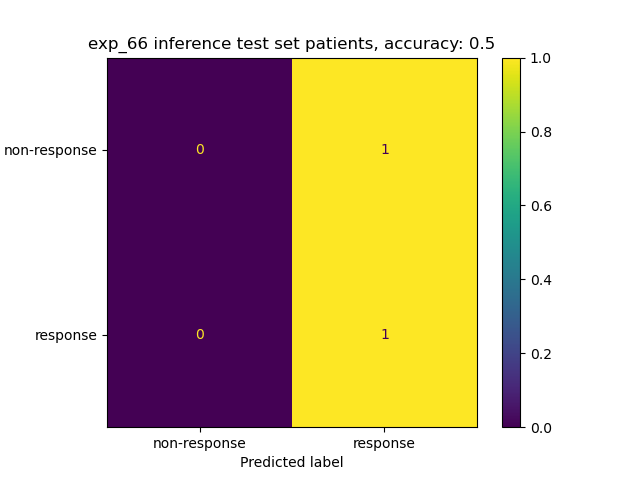 exp_66 inference test set patients, accuracy: 0.5
1.0
non-response 0 1
0.8
0.6
0.4
response 0 1
0.2
0.0
non-response response
Predicted label